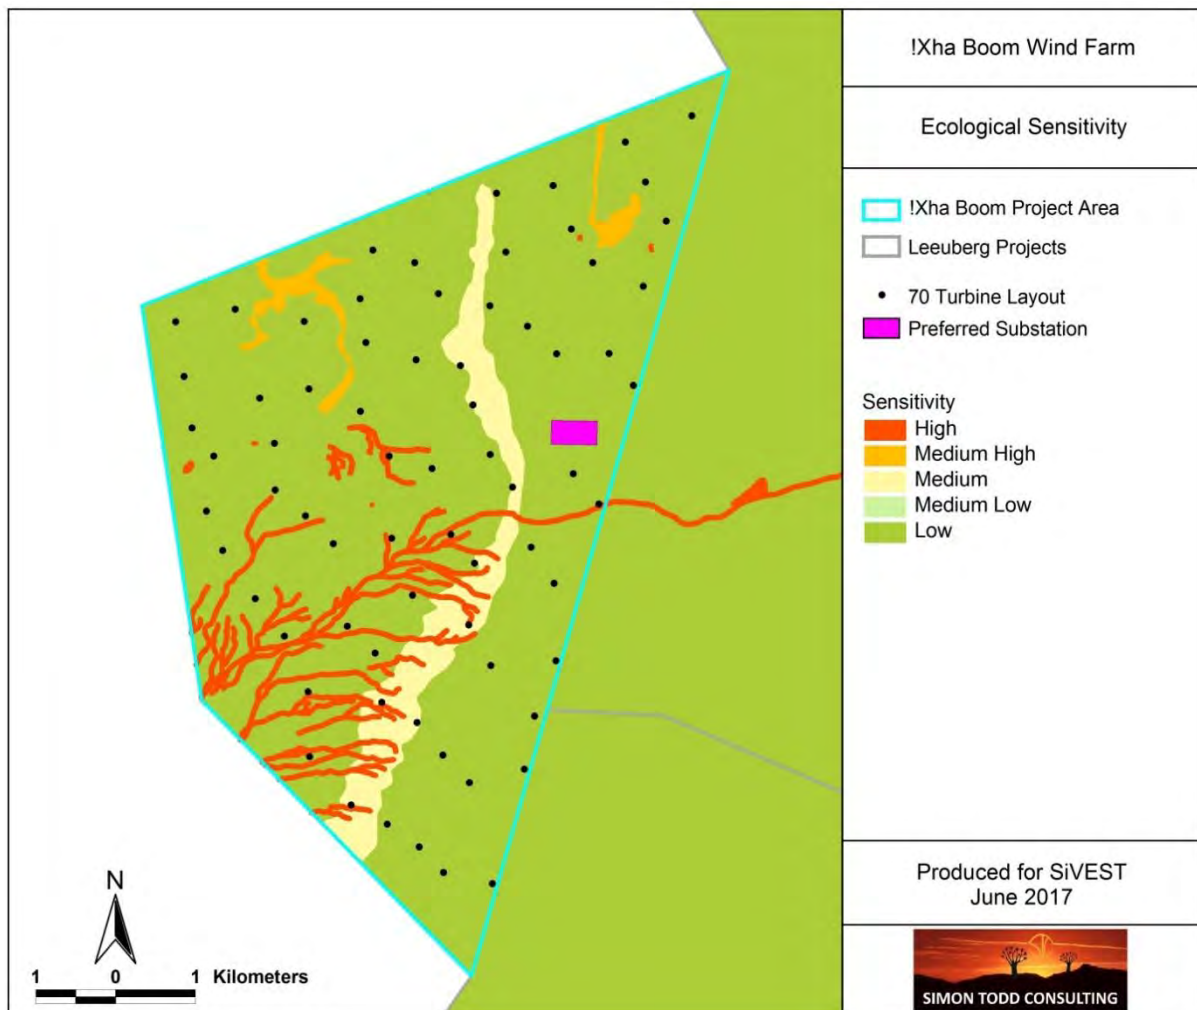 !Xha Boom Wind Farm
Ecological Sensitivity
!Xha Boom Project Area
Leeuberg Projects
70 Turbine Layout
Preferred Substation
Sensitivity
High
Medium High
Medium
Medium Low
Low
N
1 0 1 Kilometers
Produced for SiVEST
June 2017
SIMON TODD CONSULTING